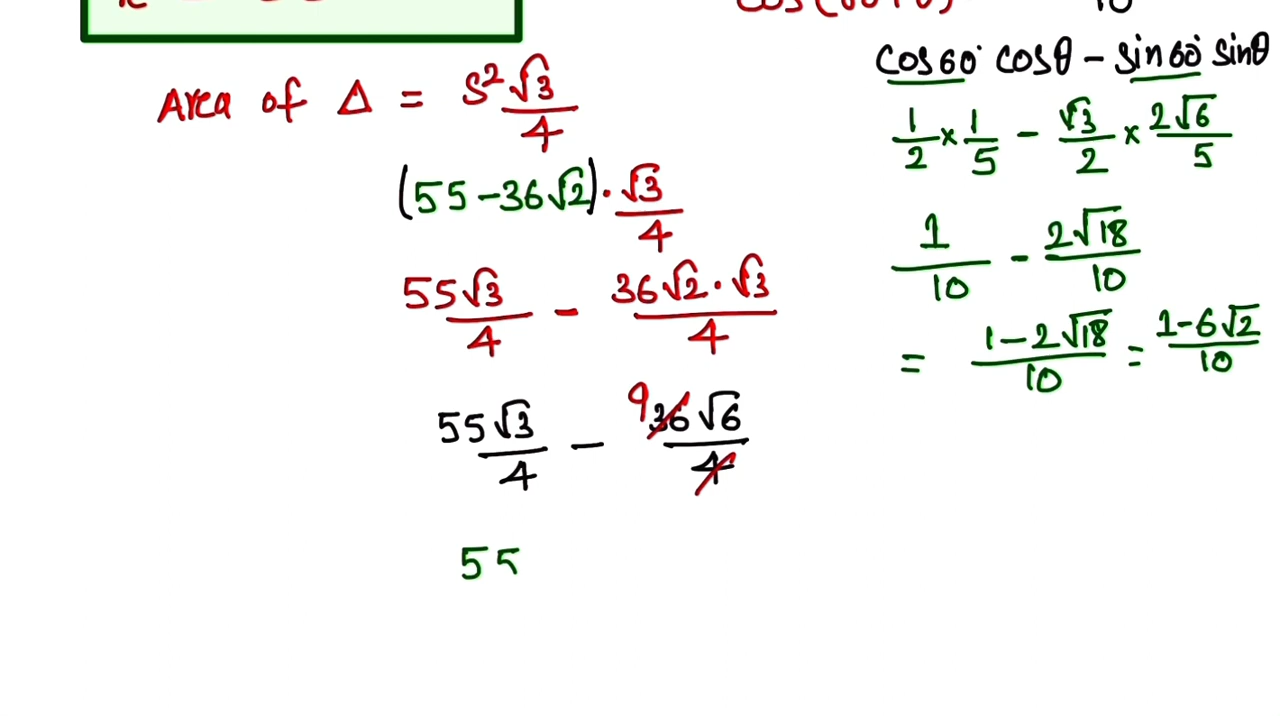 Area of Δ = s² √3/4
(55 - 36√2) · √3/4
55√3/4 - 36√2 · √3/4
55√3/4 - 9 36√6/4
55
cos60° cosθ - sin60° sinθ
1/2 × 1/5 - √3/2 × 2√6/5
1/10 - 2√18/10
= 1-2√18/10 = 1-6√2/10